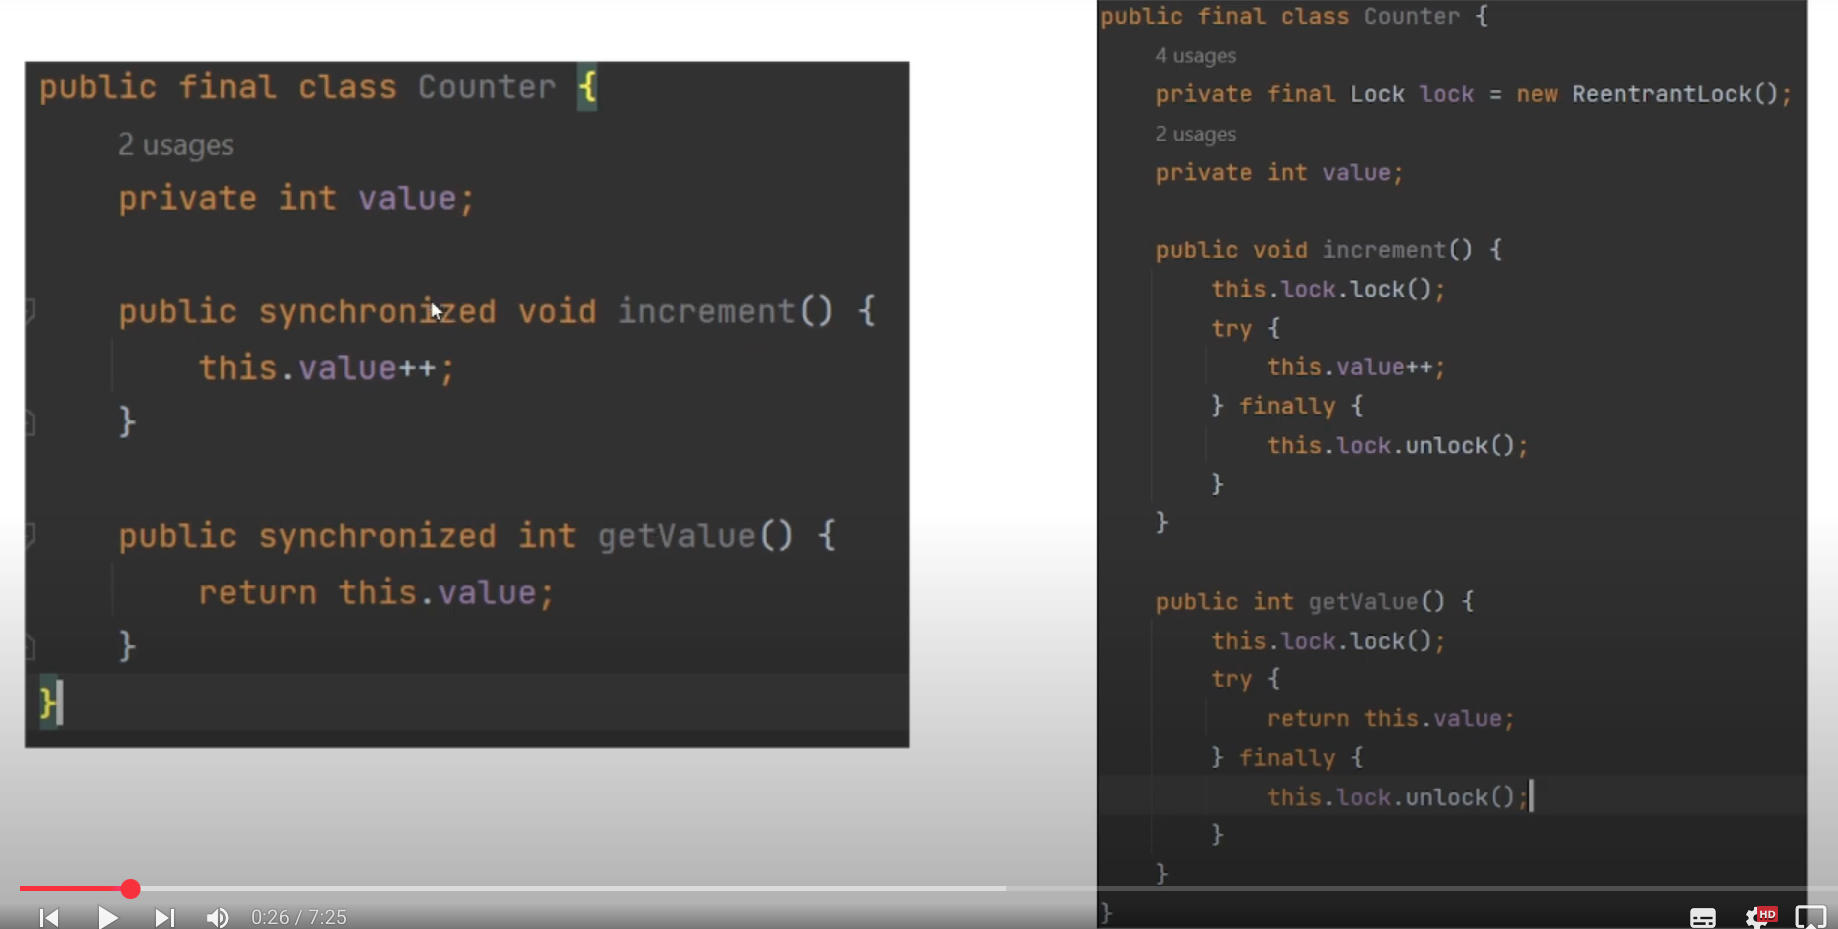 public final class Counter {
2 usages
private int value;
public synchronized void increment() {
this.value++;
}
public synchronized int getValue() {
return this.value;
}
}
public final class Counter {
4 usages
private final Lock lock = new ReentrantLock();
2 usages
private int value;
public void increment() {
this.lock.lock();
try {
this.value++;
} finally {
this.lock.unlock();
}
}
public int getValue() {
this.lock.lock();
try {
return this.value;
} finally {
this.lock.unlock();
}
}
}
0:26 / 7:25
HD